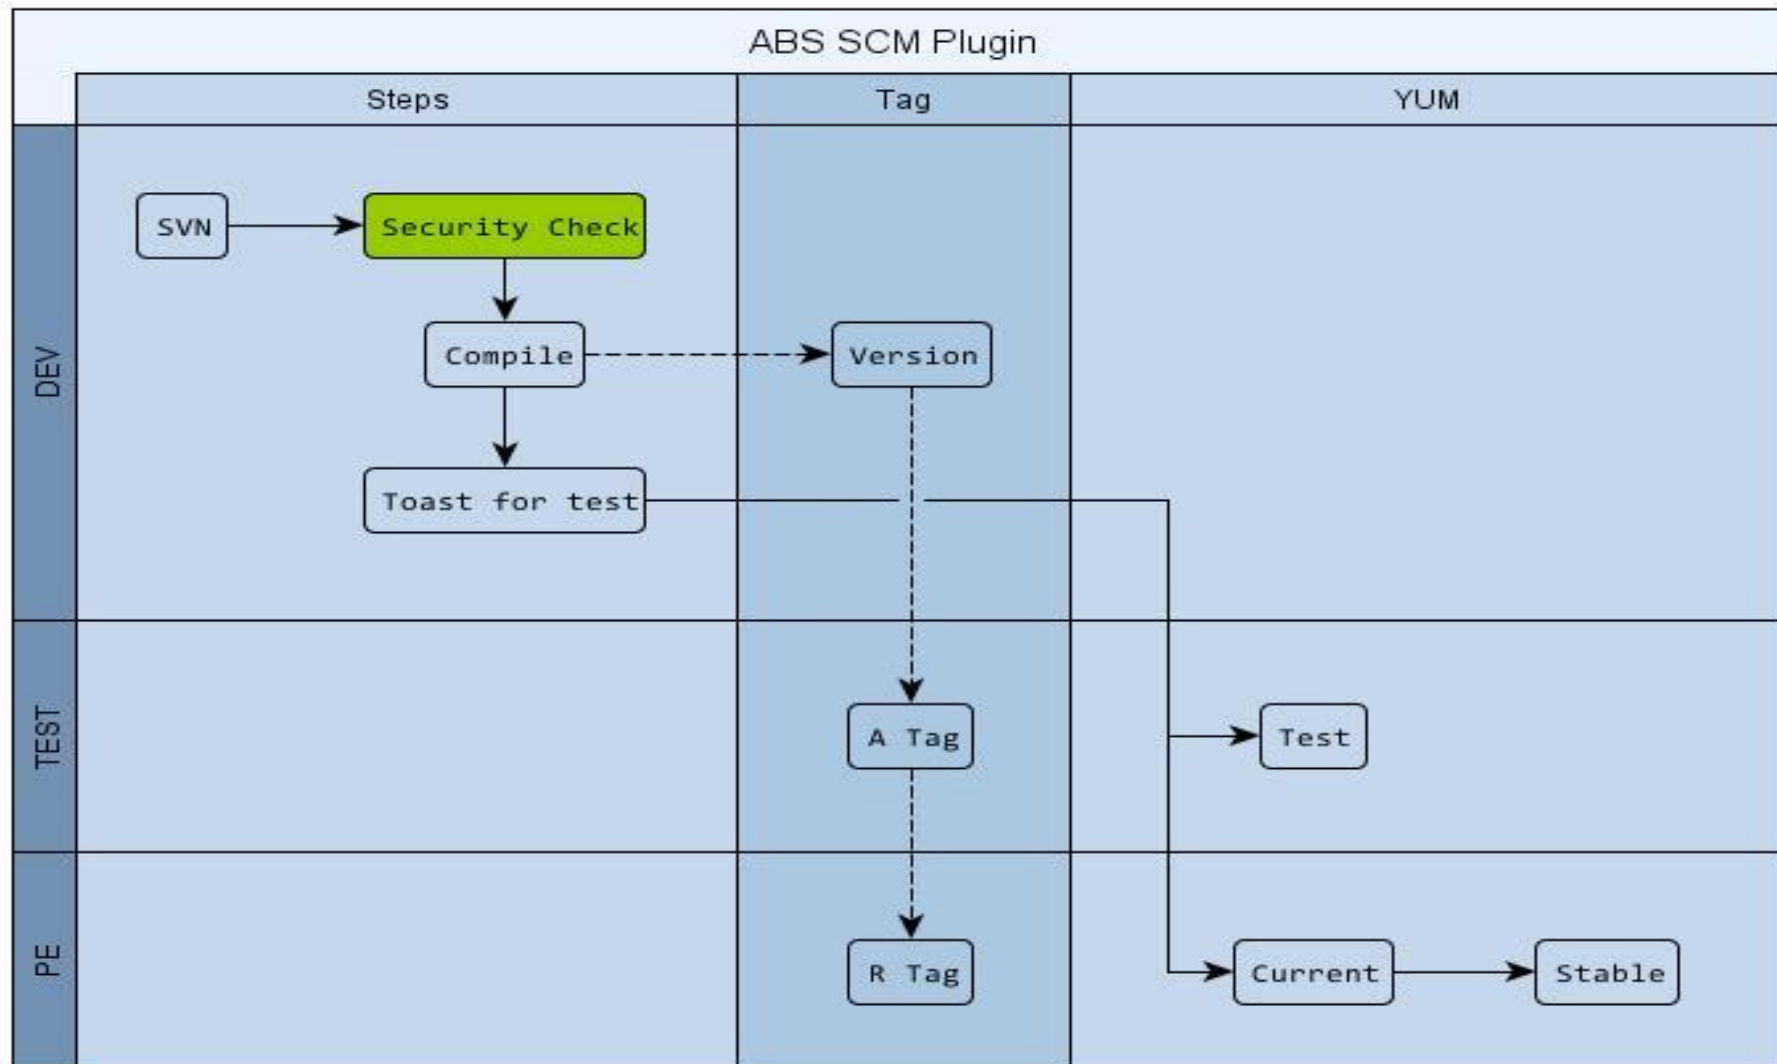 ABS SCM Plugin
Steps
Tag
YUM
DEV
SVN
Security Check
Compile
Version
Toast for test
TEST
A Tag
Test
PE
R Tag
Current
Stable